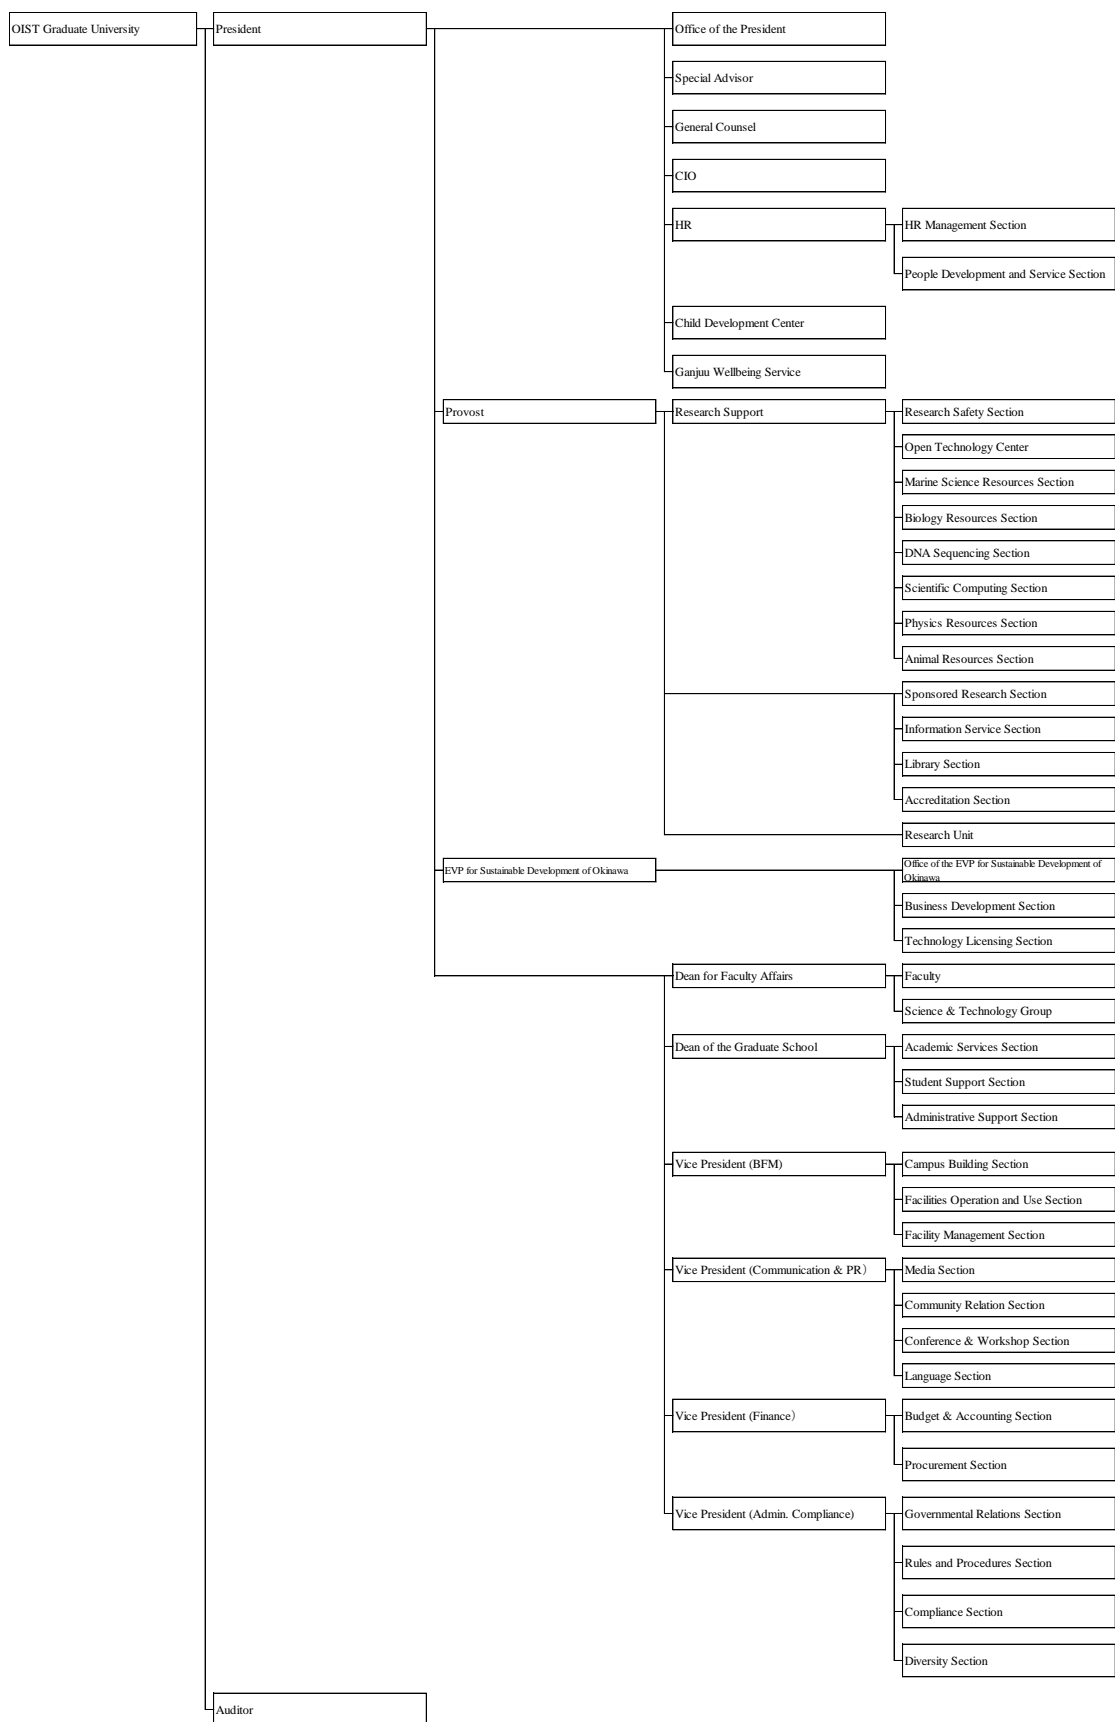 OIST Graduate University
President
Office of the President
Special Advisor
General Counsel
CIO
HR
HR Management Section
People Development and Service Section
Child Development Center
Ganjuu Wellbeing Service
Provost
Research Support
Research Safety Section
Open Technology Center
Marine Science Resources Section
Biology Resources Section
DNA Sequencing Section
Scientific Computing Section
Physics Resources Section
Animal Resources Section
Sponsored Research Section
Information Service Section
Library Section
Accreditation Section
Research Unit
EVP for Sustainable Development of Okinawa
Office of the EVP for Sustainable Development of
Okinawa
Business Development Section
Technology Licensing Section
Dean for Faculty Affairs
Faculty
Science & Technology Group
Dean of the Graduate School
Academic Services Section
Student Support Section
Administrative Support Section
Vice President (BFM)
Campus Building Section
Facilities Operation and Use Section
Facility Management Section
Vice President (Communication & PR）
Media Section
Community Relation Section
Conference & Workshop Section
Language Section
Vice President (Finance）
Budget & Accounting Section
Procurement Section
Vice President (Admin. Compliance)
Governmental Relations Section
Rules and Procedures Section
Compliance Section
Diversity Section
Auditor